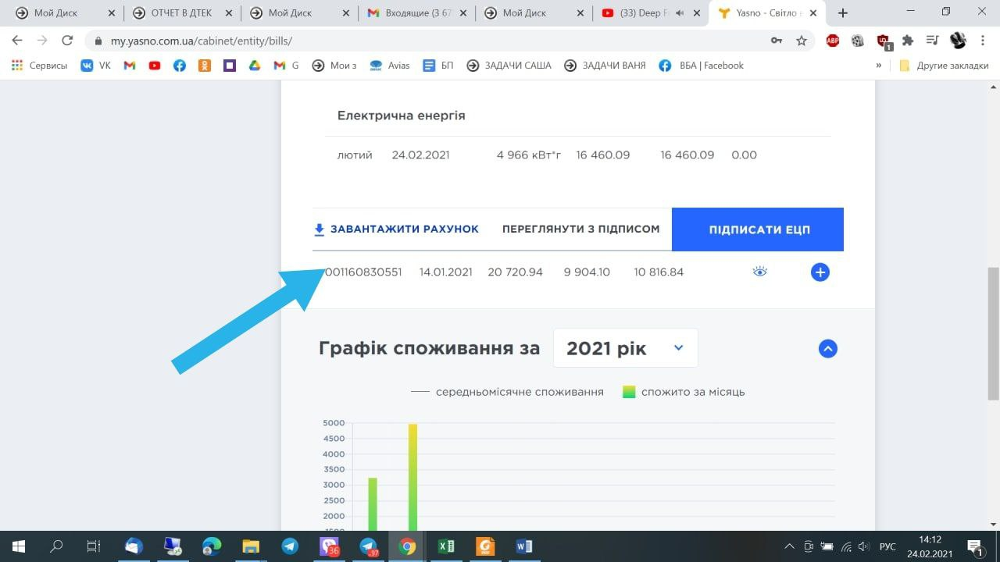 Мой Диск
ОТЧЕТЫ ДТЕК
Мой Диск
Входящие (3 67
Мой Диск
(33) Deep F
Yasno - Світло
my.yasno.com.ua/cabinet/entity/bills/
ABP
1
Сервисы
VK
G
Мои з
Avias
БП
ЗАДАЧИ САША
ЗАДАЧИ ВАНЯ
ВБА | Facebook
»
Другие закладки
Електрична енергія
лютий 24.02.2021 4 966 кВт*г 16 460.09 16 460.09 0.00
ЗАВАНТАЖИТИ РАХУНОК ПЕРЕГЛЯНУТИ З ПІДПИСОМ ПІДПИСАТИ ЕЦП
001160830551 14.01.2021 20 720.94 9 904.10 10 816.84
Графік споживання за 2021 рік
середньомісячне споживання спожито за місяць
5000
4500
4000
3500
3000
2500
2000
1500
36
-97
РУС
14:12
24.02.2021
1